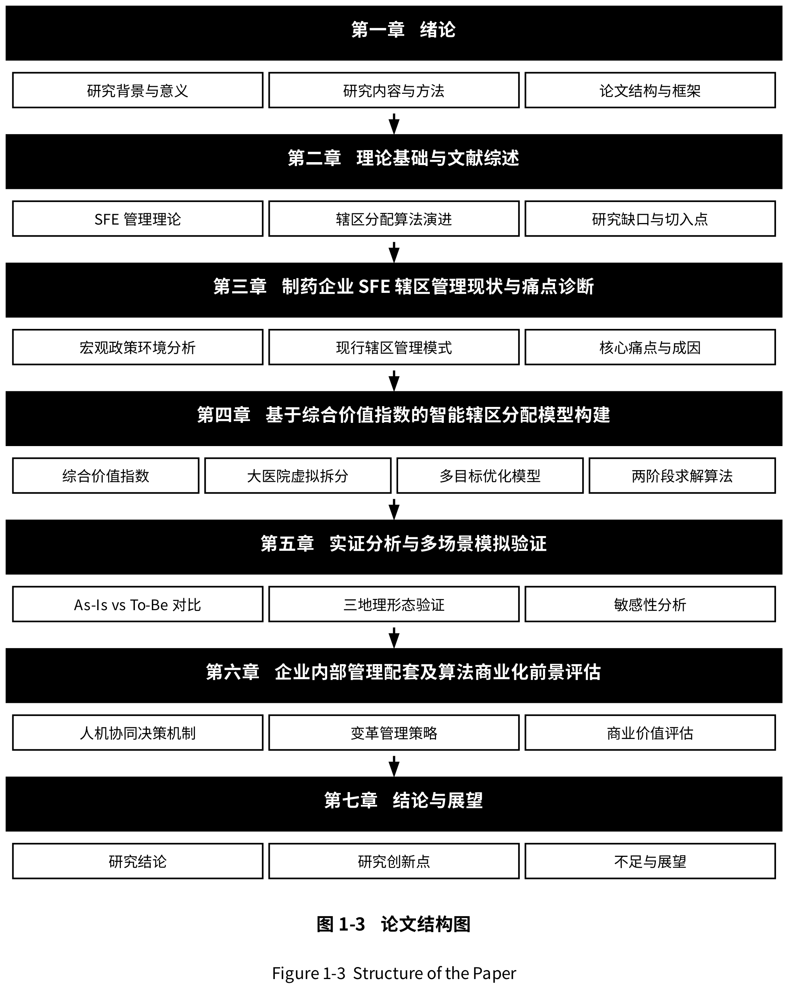 第一章 绪论
研究背景与意义 研究内容与方法 论文结构与框架
第二章 理论基础与文献综述
SFE 管理理论 辖区分配算法演进 研究缺口与切入点
第三章 制药企业 SFE 辖区管理现状与痛点诊断
宏观政策环境分析 现行辖区管理模式 核心痛点与成因
第四章 基于综合价值指数的智能辖区分配模型构建
综合价值指数 大医院虚拟拆分 多目标优化模型 两阶段求解算法
第五章 实证分析与多场景模拟验证
As-Is vs To-Be 对比 三地理形态验证 敏感性分析
第六章 企业内部管理配套及算法商业化前景评估
人机协同决策机制 变革管理策略 商业价值评估
第七章 结论与展望
研究结论 研究创新点 不足与展望
图 1-3 论文结构图
Figure 1-3 Structure of the Paper